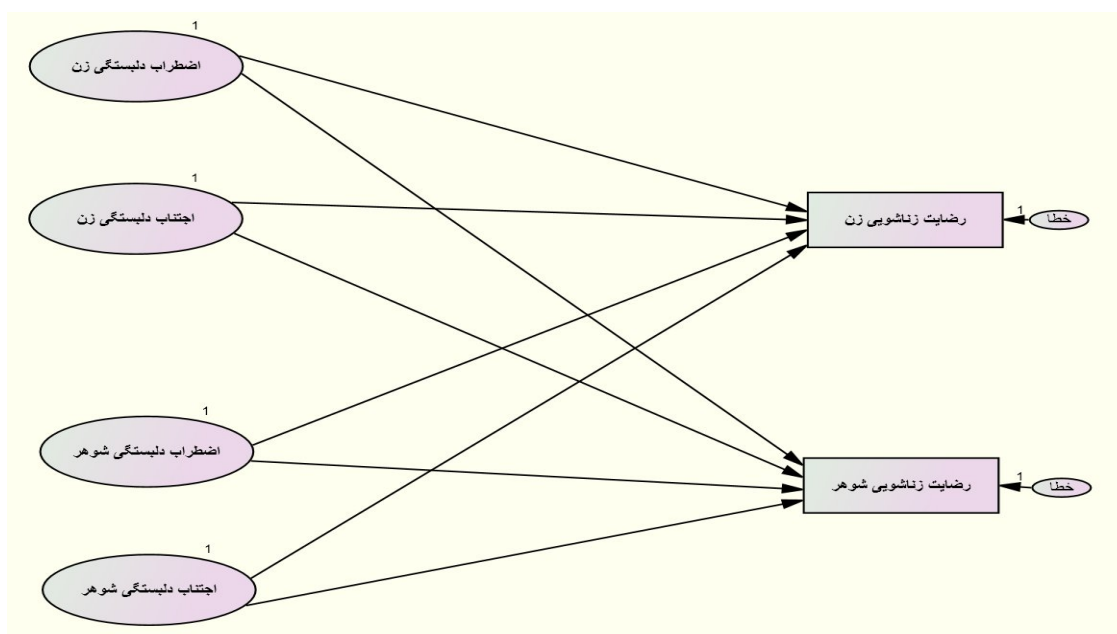 1
اضطراب دلبستگی زن
1
اجتناب دلبستگی زن
رضایت زناشویی زن
1
خطا
1
اضطراب دلبستگی شوهر
رضایت زناشویی شوهر
1
خطا
1
اجتناب دلبستگی شوهر